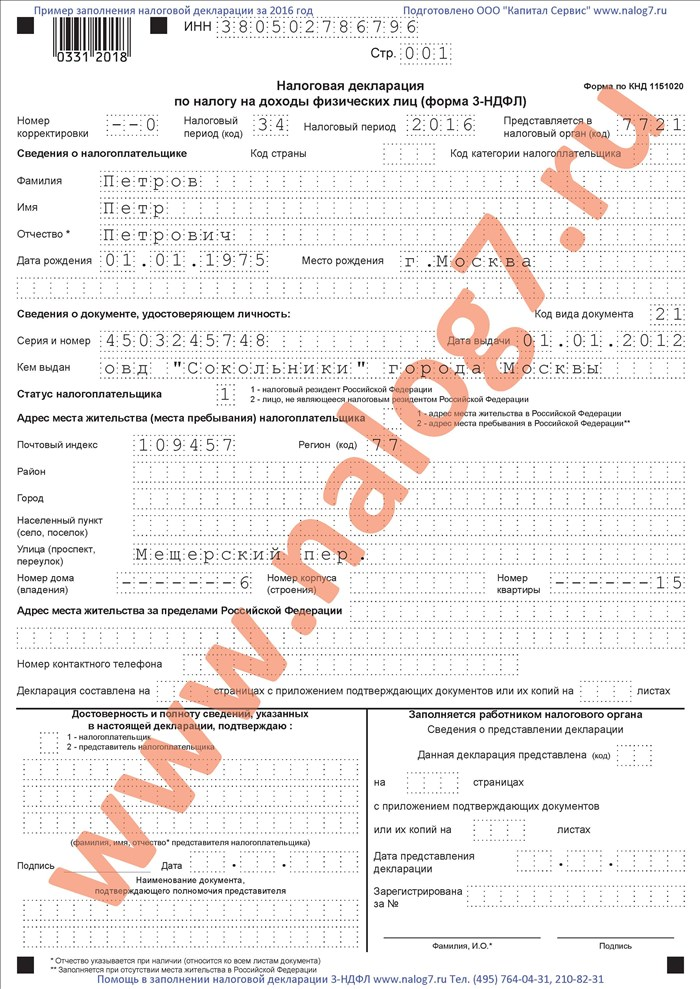 Пример заполнения налоговой декларации за 2016 год Подготовлено ООО "Капитал Сервис" www.nalog7.ru
0331 2018
ИНН 380502786796
Стр. 001
Налоговая декларация
по налогу на доходы физических лиц (форма 3-НДФЛ)
Форма по КНД 1151020
Номер корректировки --0 Налоговый период (код) 34 Налоговый период 2016 Представляется в налоговый орган (код) 7721
Сведения о налогоплательщике Код страны Код категории налогоплательщика
Фамилия Петров
Имя Петр
Отчество * Петрович
Дата рождения 01.01.1975 Место рождения г.Москва
Сведения о документе, удостоверяющем личность: Код вида документа 21
Серия и номер 4503245748 Дата выдачи 01.01.2012
Кем выдан овд "Сокольники" города Москвы
Статус налогоплательщика 1
1 - налоговый резидент Российской Федерации
2 - лицо, не являющееся налоговым резидентом Российской Федерации
Адрес места жительства (места пребывания) налогоплательщика
1 - адрес места жительства в Российской Федерации
2 - адрес места пребывания в Российской Федерации**
Почтовый индекс 109457 Регион (код) 77
Район
Город
Населенный пункт
(село, поселок)
Улица (проспект, переулок) Мещерский пер.
Номер дома (владения) -------6 Номер корпуса (строения) Номер квартиры ------15
Адрес места жительства за пределами Российской Федерации
Номер контактного телефона
Декларация составлена на страницах с приложением подтверждающих документов или их копий на листах
Достоверность и полноту сведений, указанных
в настоящей декларации, подтверждаю :
1 - налогоплательщик
2 - представитель налогоплательщика
(фамилия, имя, отчество* представителя налогоплательщика)
Подпись Дата
Наименование документа,
подтверждающего полномочия представителя
Заполняется работником налогового органа
Сведения о представлении декларации
Данная декларация представлена (код)
на страницах
с приложением подтверждающих документов
или их копий на листах
Дата представления
декларации
Зарегистрирована
за №
Фамилия, И.О.* Подпись
* Отчество указывается при наличии (относится ко всем листам документа)
** Заполняется при отсутствии места жительства в Российской Федерации
Помощь в заполнении налоговой декларации 3-НДФЛ www.nalog7.ru Тел. (495) 764-04-31, 210-82-31
www.nalog7.ru